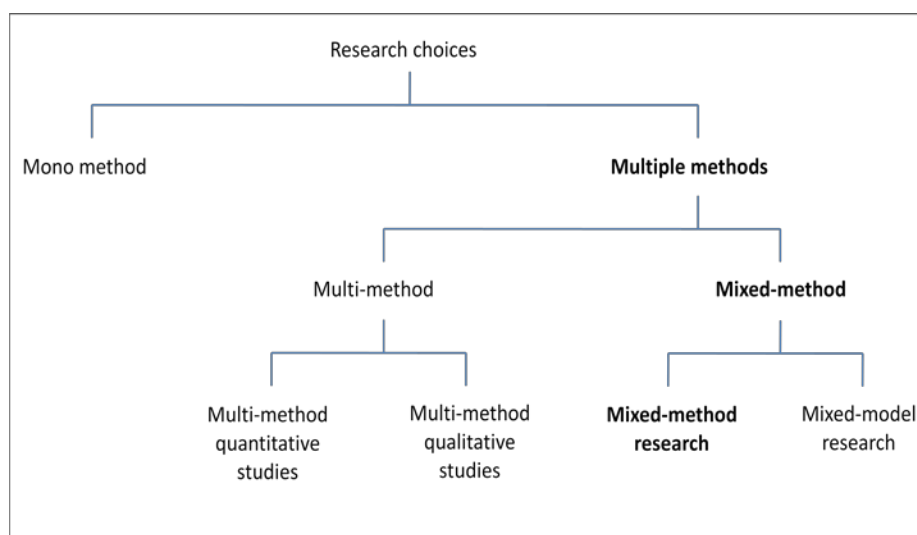 Research choices
Mono method
Multiple methods
Multi-method
Mixed-method
Multi-method
quantitative
studies
Multi-method
qualitative
studies
Mixed-method
research
Mixed-model
research